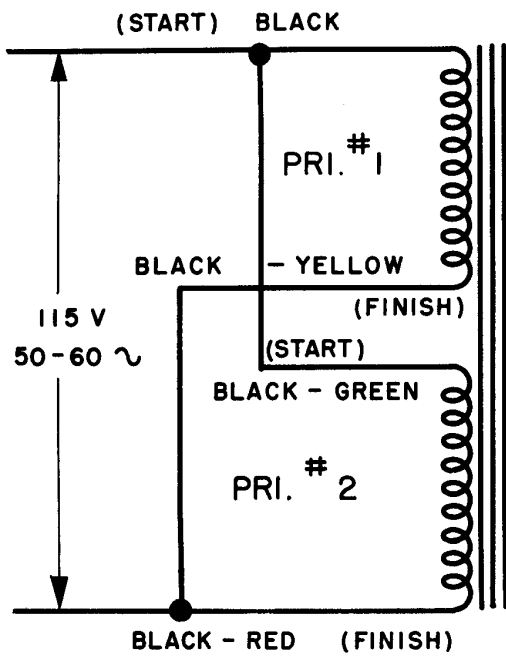 (START) BLACK
PRI. #1
BLACK - YELLOW
(FINISH)
115 V
50-60 ~
(START)
BLACK - GREEN
PRI. #2
BLACK - RED (FINISH)